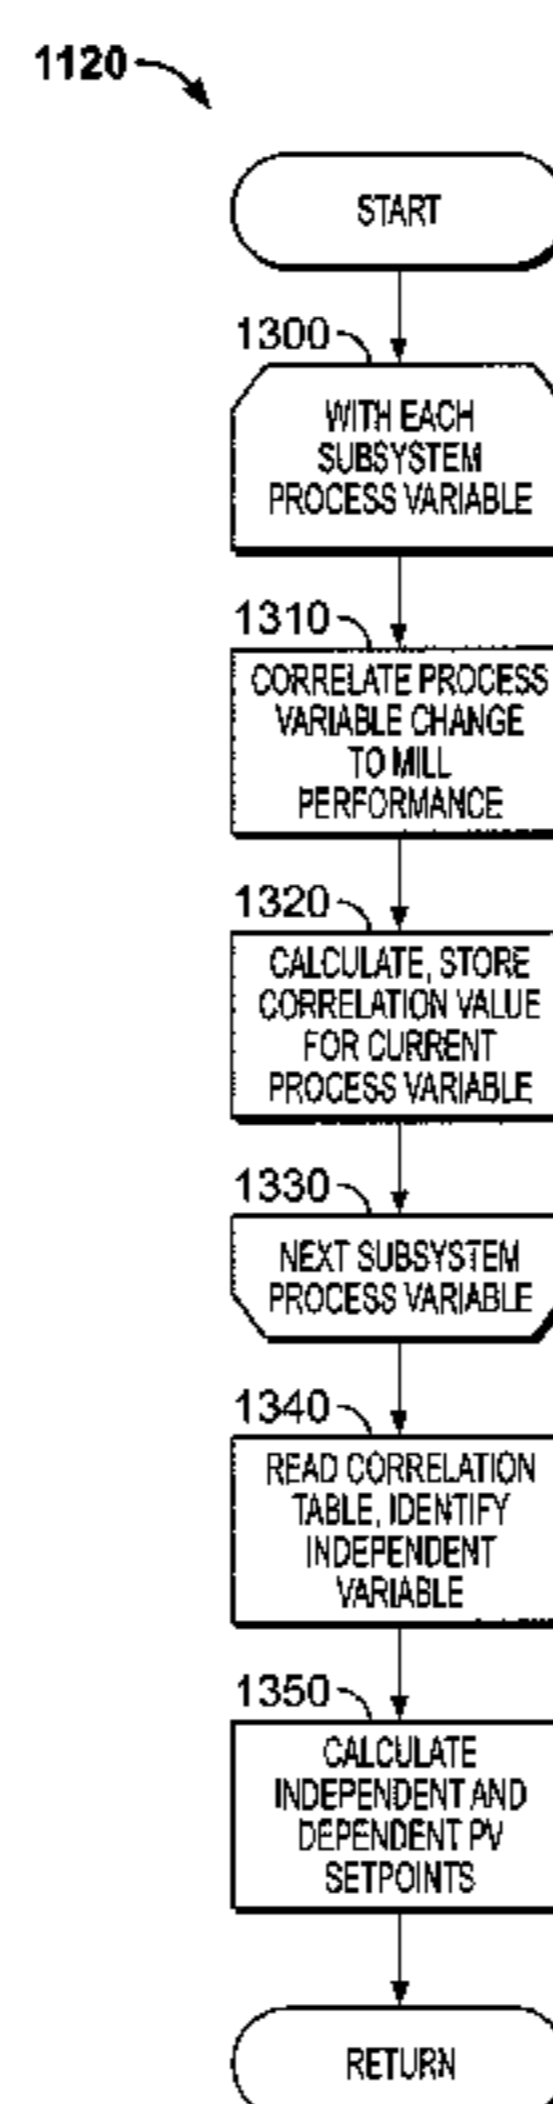 1120
START
1300
WITH EACH
SUBSYSTEM
PROCESS VARIABLE
1310
CORRELATE PROCESS
VARIABLE CHANGE
TO MILL
PERFORMANCE
1320
CALCULATE, STORE
CORRELATION VALUE
FOR CURRENT
PROCESS VARIABLE
1330
NEXT SUBSYSTEM
PROCESS VARIABLE
1340
READ CORRELATION
TABLE, IDENTIFY
INDEPENDENT
VARIABLE
1350
CALCULATE
INDEPENDENT AND
DEPENDENT PV
SETPOINTS
RETURN